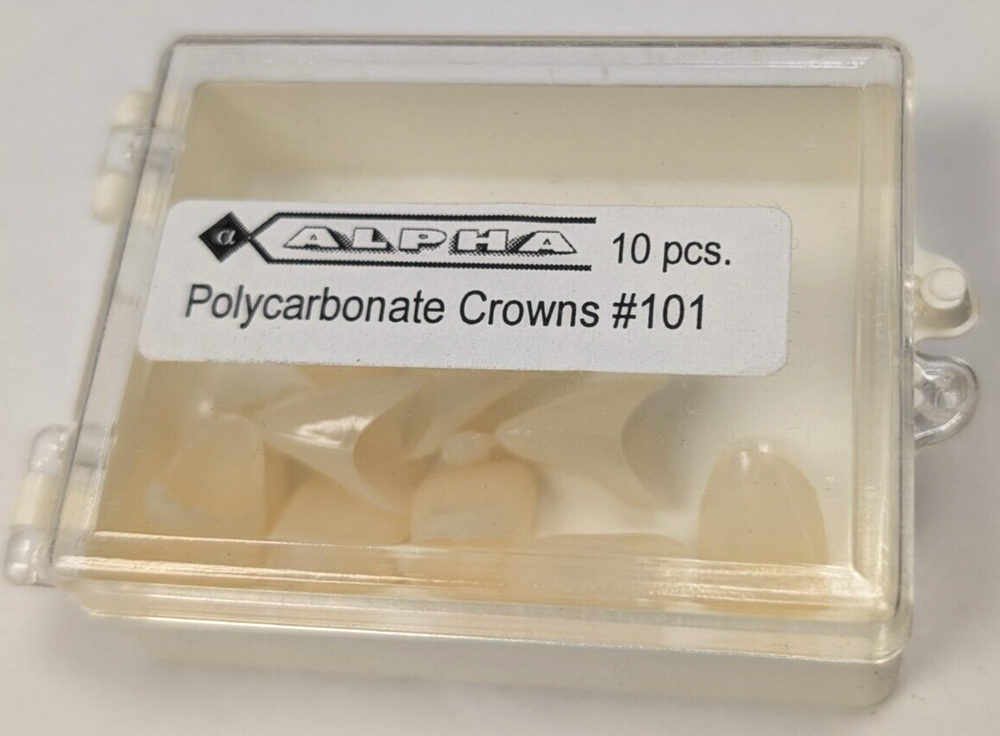 α ALPHA 10 pcs.
Polycarbonate Crowns #101